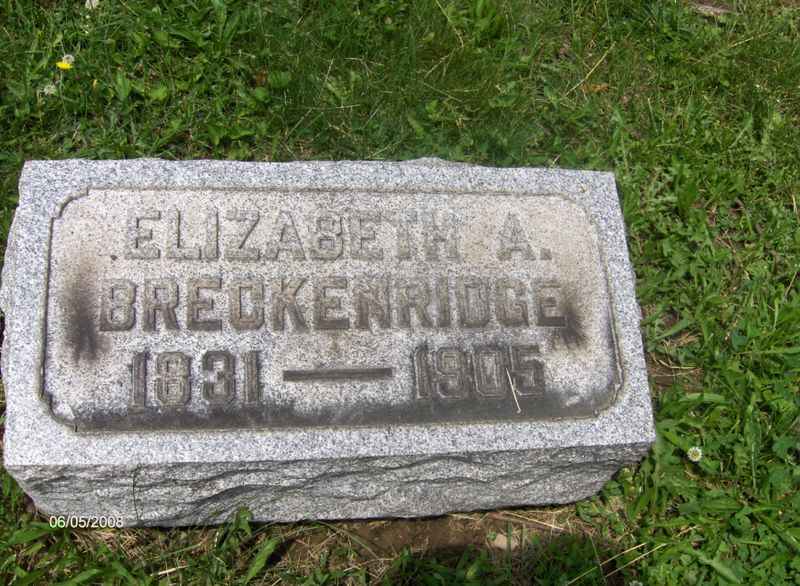 ELIZABETH A.
BRECKENRIDGE
1831 — 1905
06/05/2008